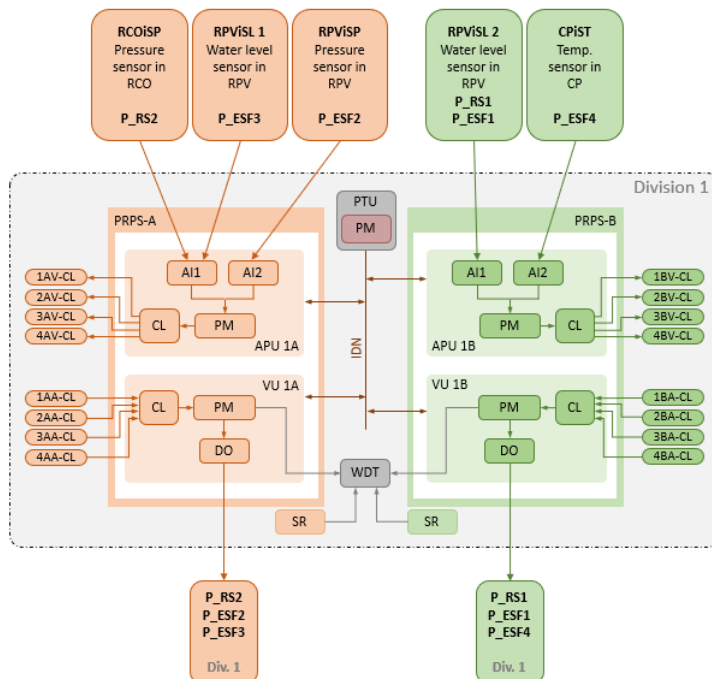 RCOiSP
Pressure
sensor in
RCO
P_RS2
RPViSL 1
Water level
sensor in
RPV
P_ESF3
RPViSP
Pressure
sensor in
RPV
P_ESF2
RPViSL 2
Water level
sensor in
RPV
P_RS1
P_ESF1
CPiST
Temp.
sensor
in CP
P_ESF4
Division 1
PRPS-A
PTU
PM
PRPS-B
AI1
AI2
CL
PM
APU 1A
1AV-CL
2AV-CL
3AV-CL
4AV-CL
IDN
AI1
AI2
PM
CL
APU 1B
1BV-CL
2BV-CL
3BV-CL
4BV-CL
VU 1A
CL
PM
DO
1AA-CL
2AA-CL
3AA-CL
4AA-CL
VU 1B
PM
CL
DO
1BA-CL
2BA-CL
3BA-CL
4BA-CL
WDT
SR
SR
P_RS2
P_ESF2
P_ESF3
Div. 1
P_RS1
P_ESF1
P_ESF4
Div. 1